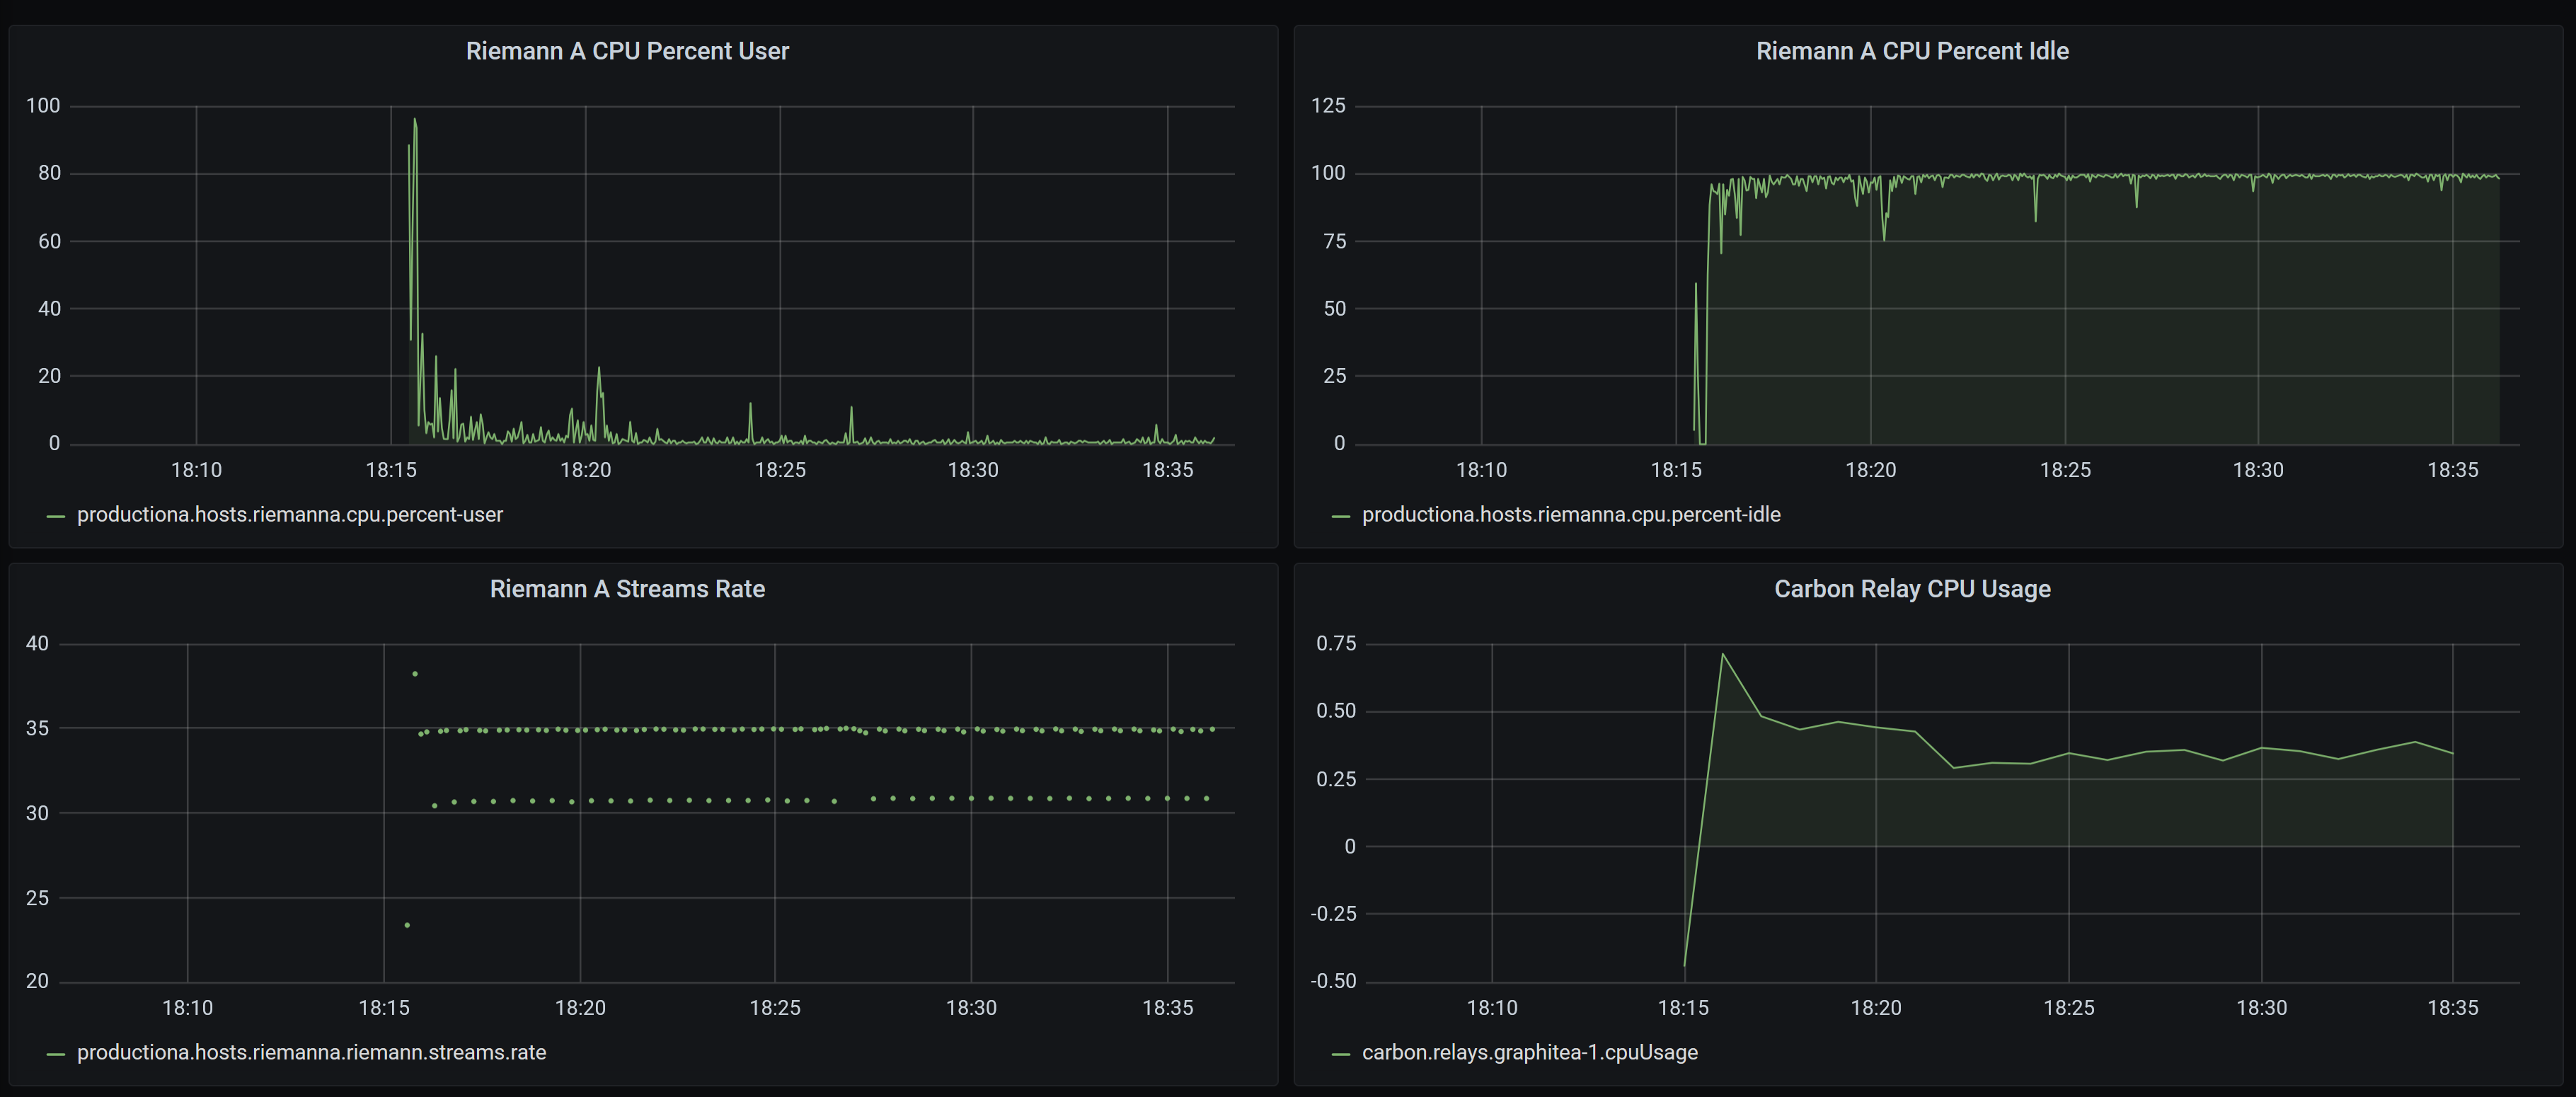 Riemann A CPU Percent User
100
80
60
40
20
0
18:10 18:15 18:20 18:25 18:30 18:35
productiona.hosts.riemanna.cpu.percent-user
Riemann A CPU Percent Idle
125
100
75
50
25
0
18:10 18:15 18:20 18:25 18:30 18:35
productiona.hosts.riemanna.cpu.percent-idle
Riemann A Streams Rate
40
35
30
25
20
18:10 18:15 18:20 18:25 18:30 18:35
productiona.hosts.riemanna.riemann.streams.rate
Carbon Relay CPU Usage
0.75
0.50
0.25
0
-0.25
-0.50
18:10 18:15 18:20 18:25 18:30 18:35
carbon.relays.graphitea-1.cpuUsage